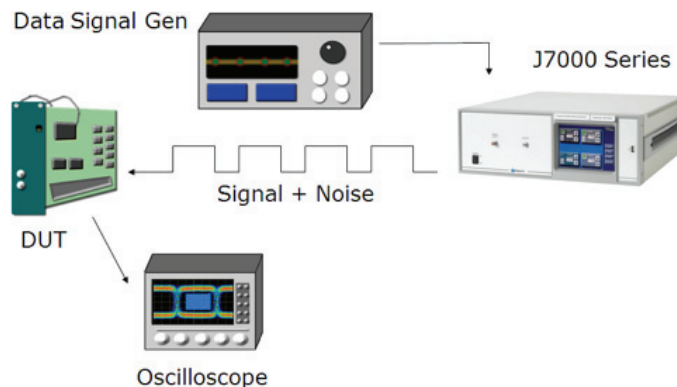 Data Signal Gen
J7000 Series
Signal + Noise
DUT
Oscilloscope